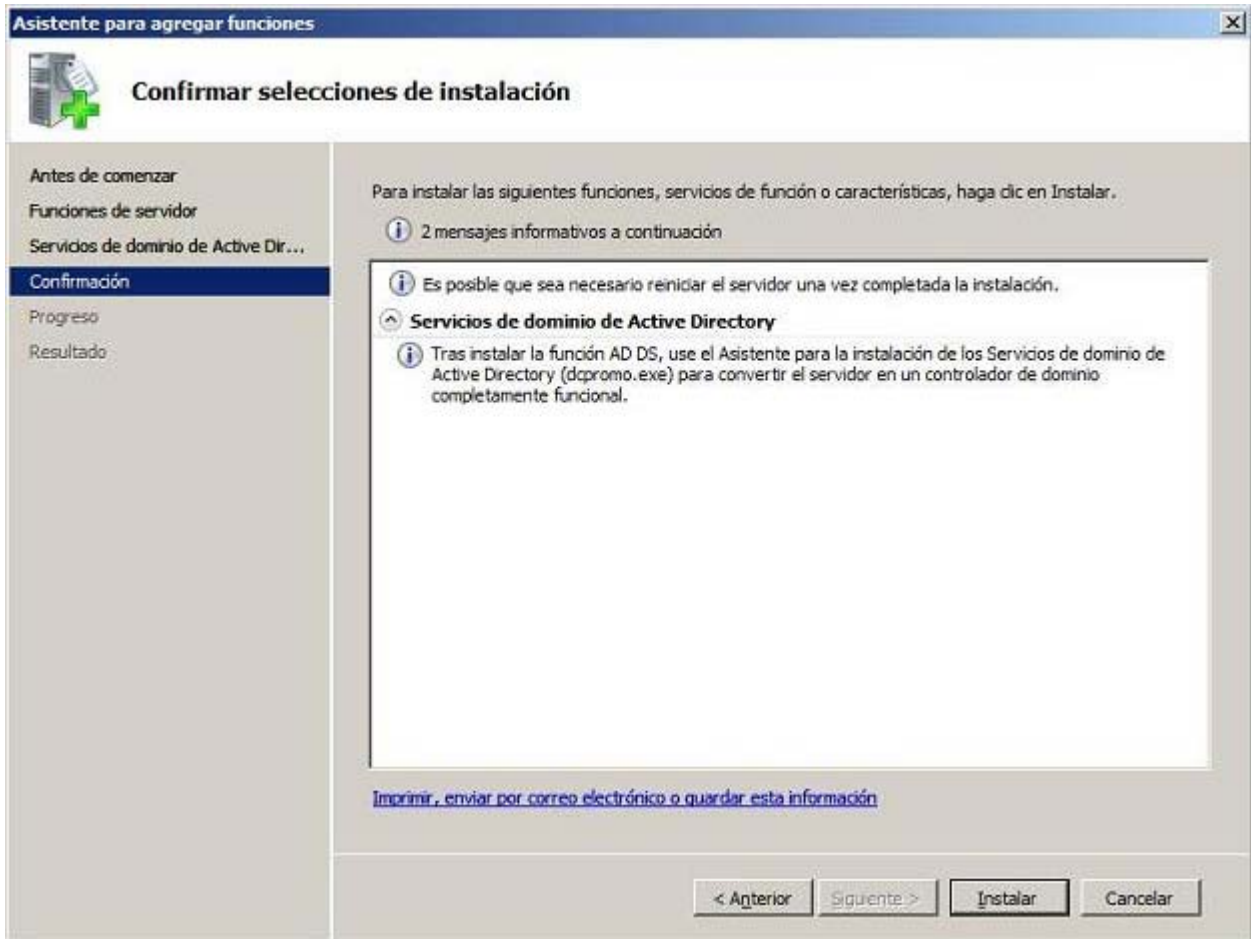 Asistente para agregar funciones
Confirmar selecciones de instalación
Antes de comenzar
Funciones de servidor
Servicios de dominio de Active Dir...
Confirmación
Progreso
Resultado
Para instalar las siguientes funciones, servicios de función o características, haga clic en Instalar.
2 mensajes informativos a continuación
Es posible que sea necesario reiniciar el servidor una vez completada la instalación.
Servicios de dominio de Active Directory
Tras instalar la función AD DS, use el Asistente para la instalación de los Servicios de dominio de
Active Directory (dcpromo.exe) para convertir el servidor en un controlador de dominio
completamente funcional.
Imprimir, enviar por correo electrónico o guardar esta información
< Anterior
Siguiente >
Instalar
Cancelar